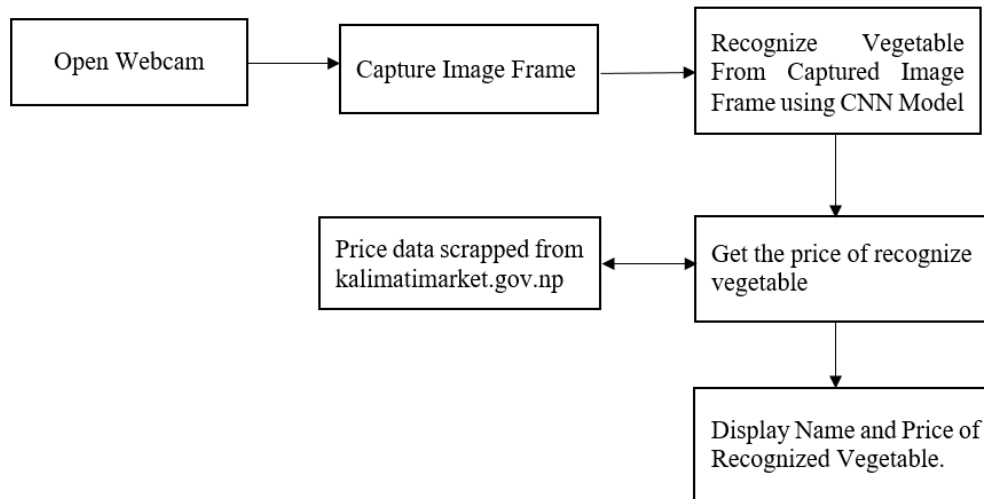 Open Webcam
Capture Image Frame
Recognize Vegetable
From Captured Image
Frame using CNN Model
Price data scrapped from
kalimatimarket.gov.np
Get the price of recognize
vegetable
Display Name and Price of
Recognized Vegetable.